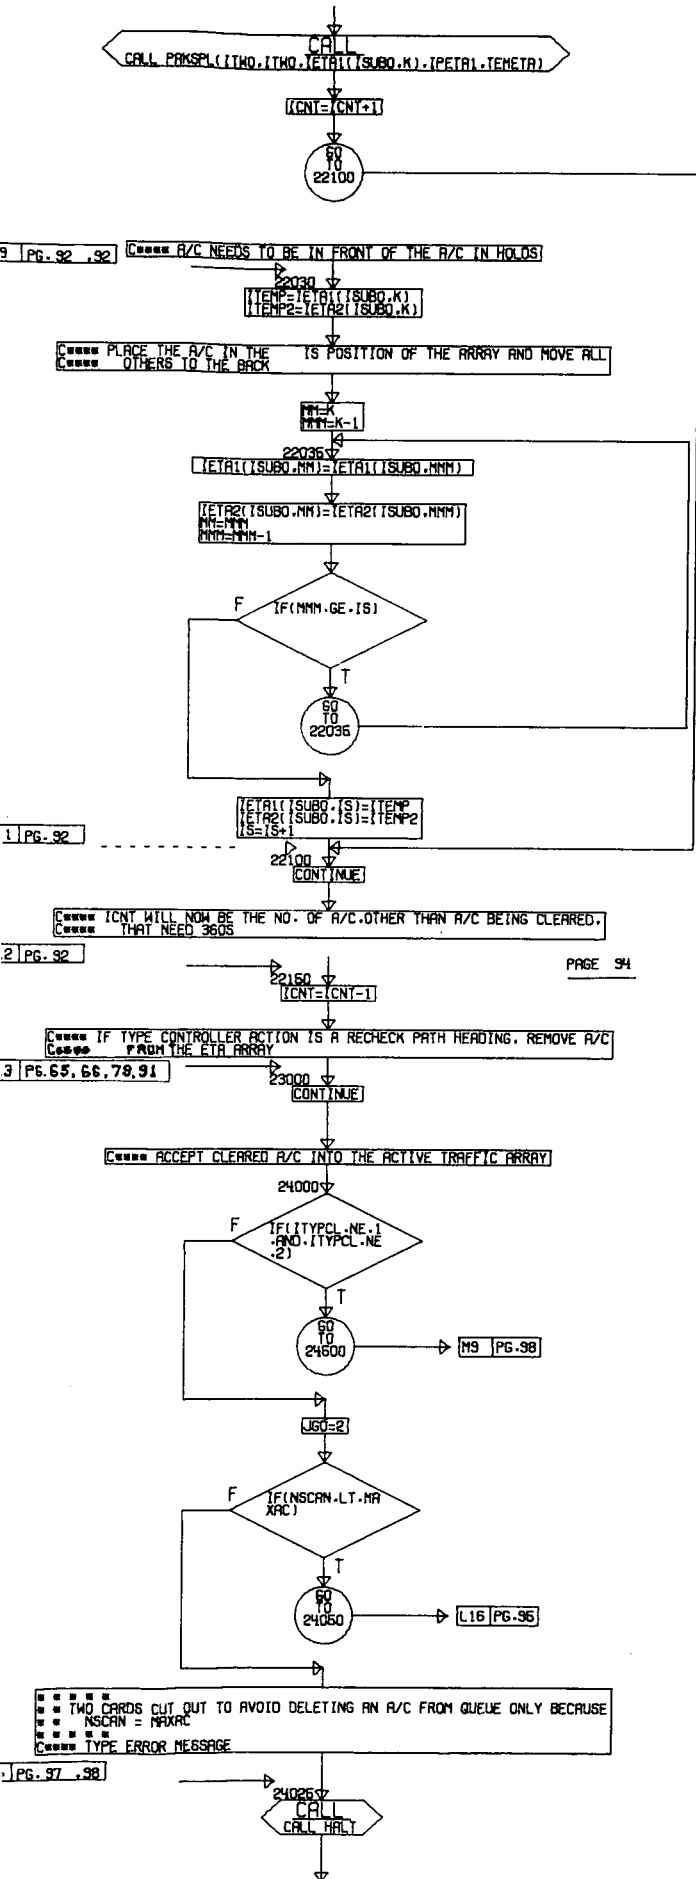 CALL
CALL PAKSPL(ITWO,ITWO,IETA1(ISUBO,K),IPETA1,TEMETA)
ICNT=ICNT+1
GO
TO
22100
9 PG. 92 ,92
C**** A/C NEEDS TO BE IN FRONT OF THE A/C IN HOLDS
22030
ITEMP=IETA1(ISUBO,K)
ITEMP2=IETA2(ISUBO,K)
C**** PLACE THE A/C IN THE IS POSITION OF THE ARRAY AND MOVE ALL
C**** OTHERS TO THE BACK
MM=K
MMM=K-1
22035
IETA1(ISUBO,MM)=IETA1(ISUBO,MMM)
IETA2(ISUBO,MM)=IETA2(ISUBO,MMM)
MM=MMM
MMM=MMM-1
F
IF(MMM.GE.IS)
T
GO
TO
22035
IETA1(ISUBO,IS)=ITEMP
IETA2(ISUBO,IS)=ITEMP2
IS=IS+1
1 PG. 92
22100
CONTINUE
C**** ICNT WILL NOW BE THE NO. OF A/C,OTHER THAN A/C BEING CLEARED,
C**** THAT NEED 360S
2 PG. 92
PAGE 94
22150
ICNT=ICNT-1
C**** IF TYPE CONTROLLER ACTION IS A RECHECK PATH HEADING, REMOVE A/C
C**** FROM THE ETA ARRAY
3 PG.65,66,79,91
23000
CONTINUE
C**** ACCEPT CLEARED A/C INTO THE ACTIVE TRAFFIC ARRAY
24000
F
IF(ITYPCL.NE.1
.AND.ITYPCL.NE
.2)
T
GO
TO
24600
M9 PG.98
JGO=2
F
IF(NSCAN.LT.MA
XAC)
T
GO
TO
24050
L16 PG.96
* * * * *
* * TWO CARDS CUT OUT TO AVOID DELETING AN A/C FROM QUEUE ONLY BECAUSE
* * NSCAN = MAXAC
* * * * *
C**** TYPE ERROR MESSAGE
PG. 97 ,98
24025
CALL
CALL HALT